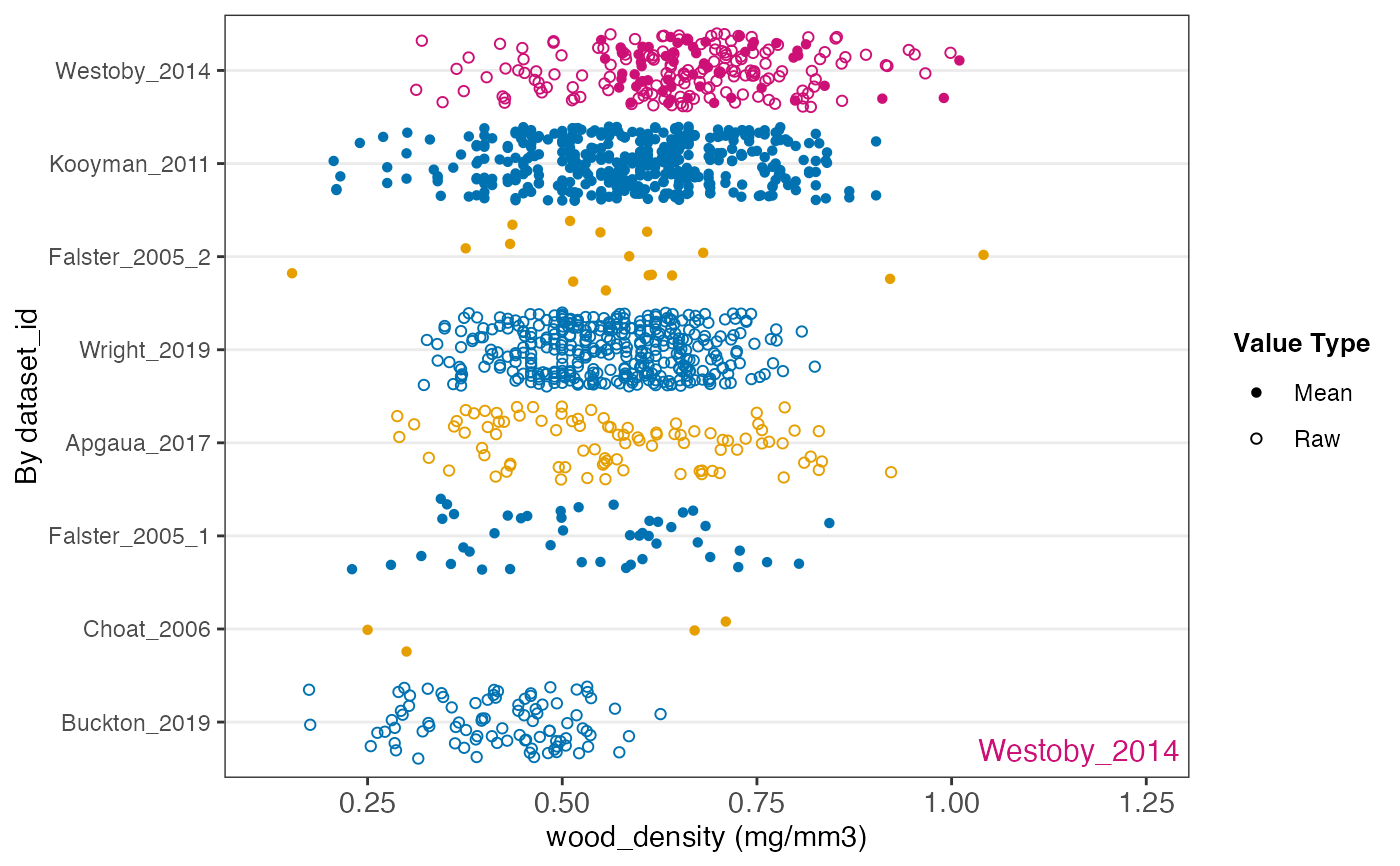 By dataset_id
Westoby_2014
Kooyman_2011
Falster_2005_2
Wright_2019
Apgaua_2017
Falster_2005_1
Choat_2006
Buckton_2019
Westoby_2014
0.25 0.50 0.75 1.00 1.25
wood_density (mg/mm3)
Value Type
Mean
Raw